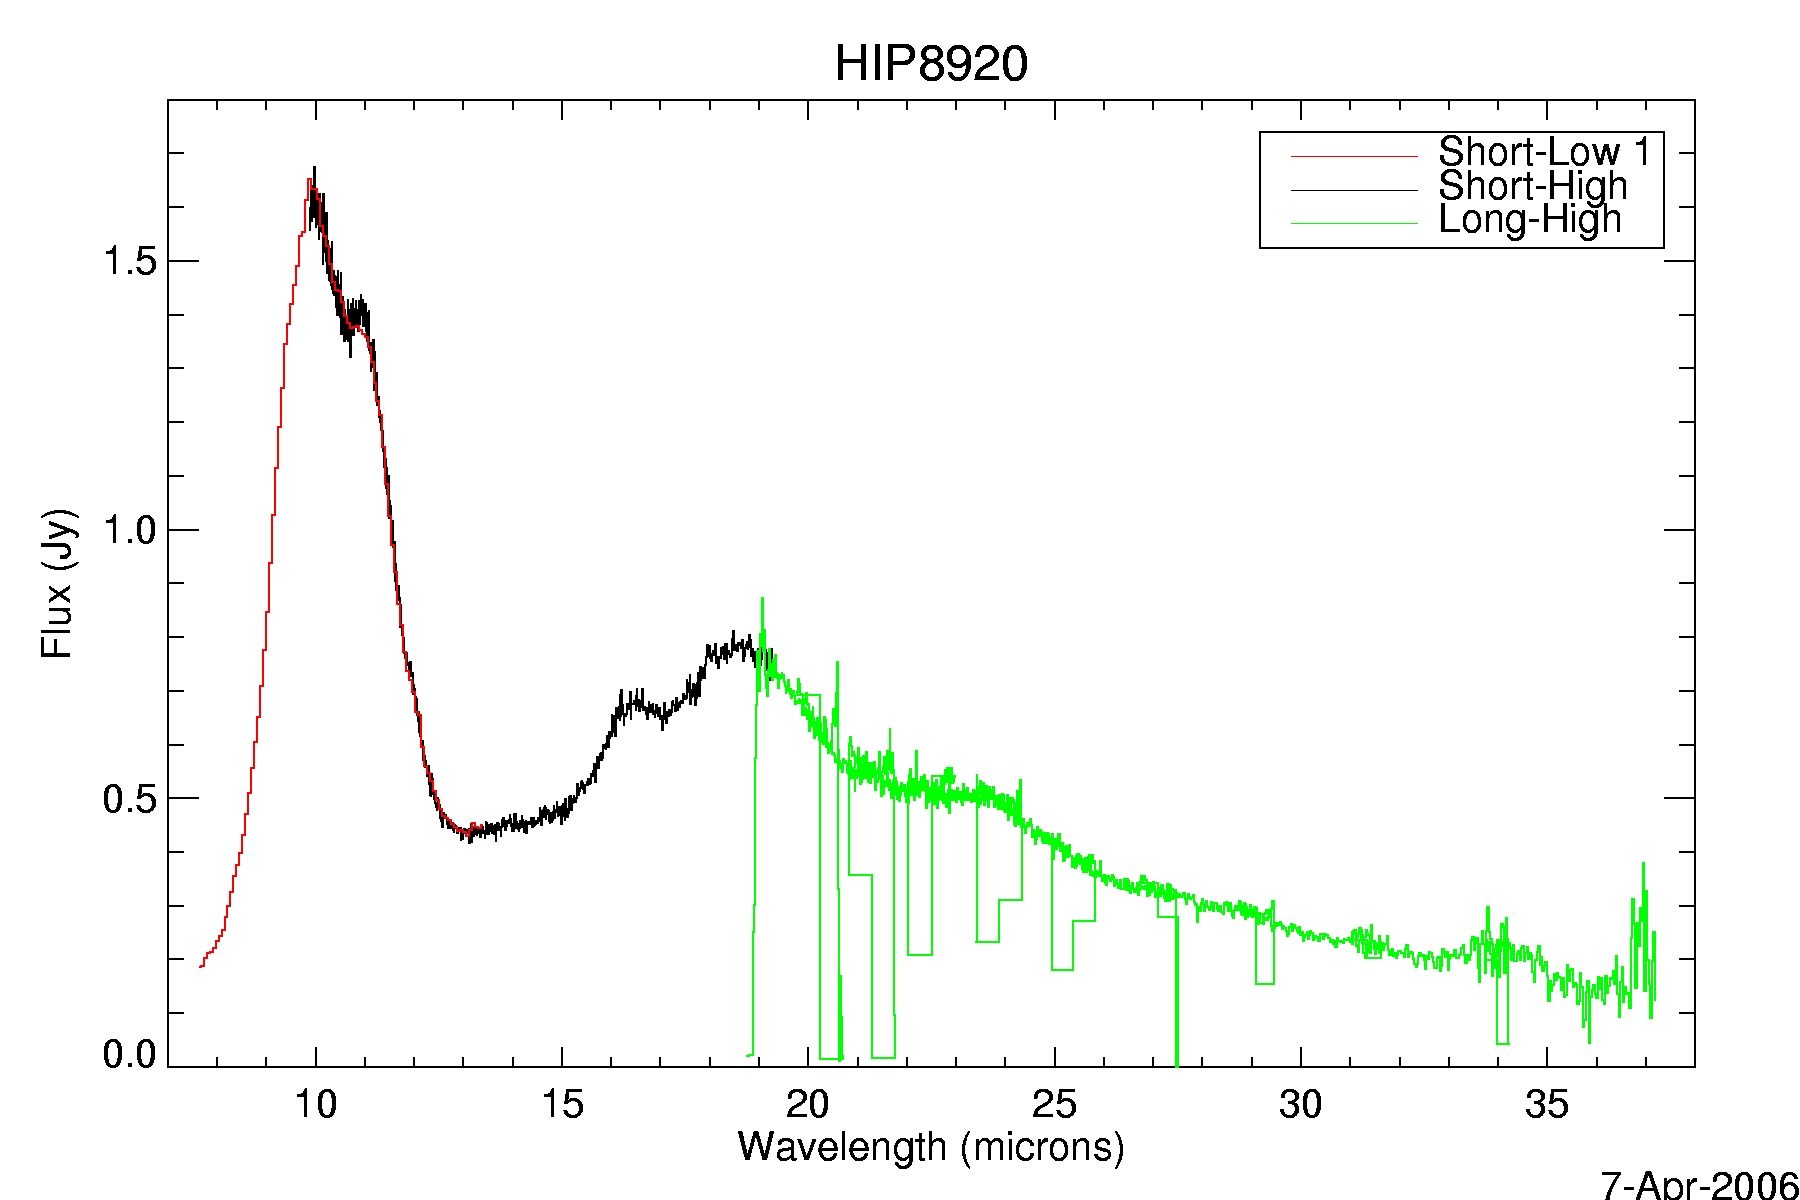 HIP8920
Short-Low 1
Short-High
Long-High
1.5
1.0
0.5
0.0
Flux (Jy)
10 15 20 25 30 35
Wavelength (microns)
7-Apr-2006